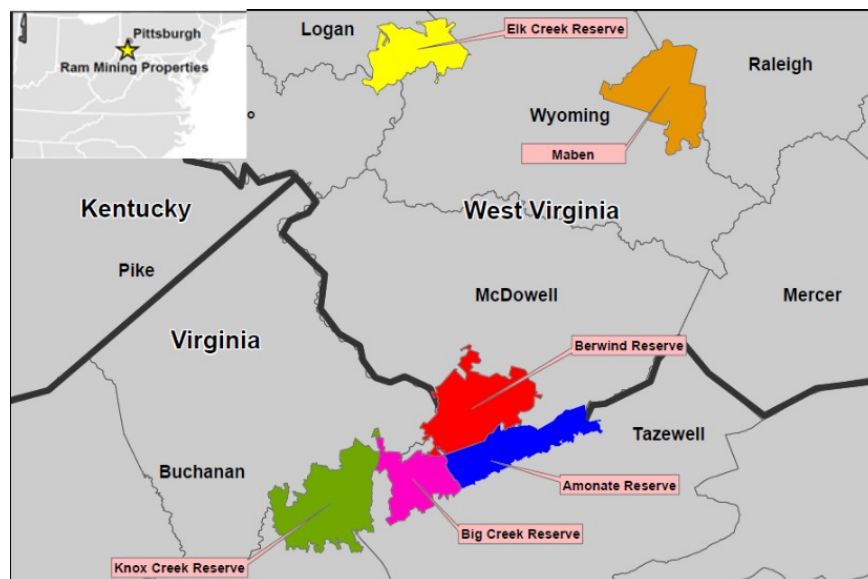 Pittsburgh
Ram Mining Properties
Logan
Elk Creek Reserve
Raleigh
Wyoming
Maben
Kentucky
West Virginia
Pike
McDowell
Mercer
Virginia
Berwind Reserve
Tazewell
Buchanan
Amonate Reserve
Big Creek Reserve
Knox Creek Reserve